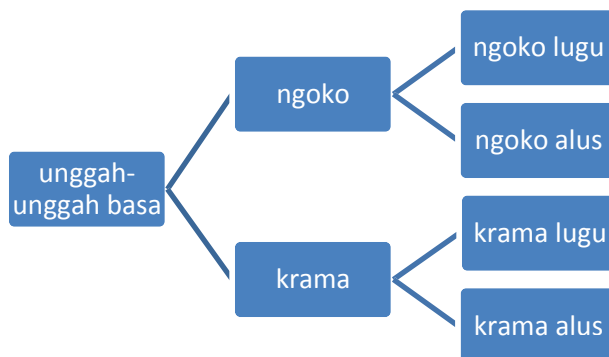 unggah-
unggah basa
ngoko
krama
ngoko lugu
ngoko alus
krama lugu
krama alus